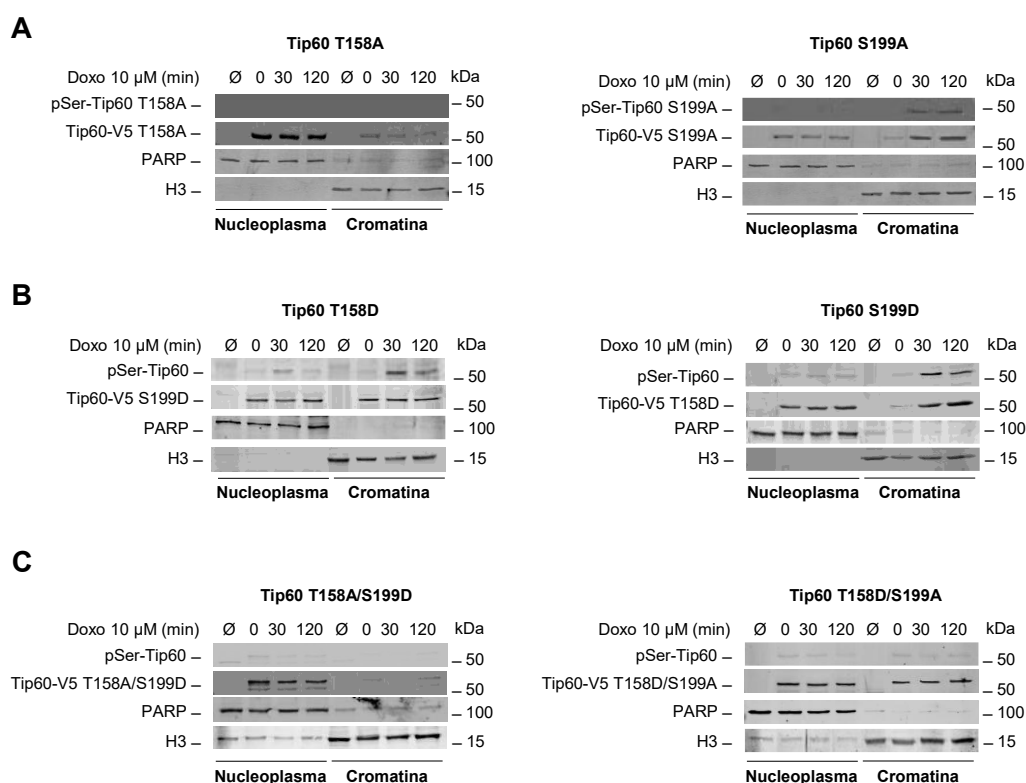 A
Tip60 T158A
Doxo 10 µM (min) Ø 0 30 120 Ø 0 30 120 kDa
pSer-Tip60 T158A – – 50
Tip60-V5 T158A – – 50
PARP – – 100
H3 – – 15
Nucleoplasma Cromatina
Tip60 S199A
Doxo 10 µM (min) Ø 0 30 120 Ø 0 30 120 kDa
pSer-Tip60 S199A – – 50
Tip60-V5 S199A – – 50
PARP – – 100
H3 – – 15
Nucleoplasma Cromatina
B
Tip60 T158D
Doxo 10 µM (min) Ø 0 30 120 Ø 0 30 120 kDa
pSer-Tip60 – – 50
Tip60-V5 S199D – – 50
PARP – – 100
H3 – – 15
Nucleoplasma Cromatina
Tip60 S199D
Doxo 10 µM (min) Ø 0 30 120 Ø 0 30 120 kDa
pSer-Tip60 – – 50
Tip60-V5 T158D – – 50
PARP – – 100
H3 – – 15
Nucleoplasma Cromatina
C
Tip60 T158A/S199D
Doxo 10 µM (min) Ø 0 30 120 Ø 0 30 120 kDa
pSer-Tip60 – – 50
Tip60-V5 T158A/S199D – – 50
PARP – – 100
H3 – – 15
Nucleoplasma Cromatina
Tip60 T158D/S199A
Doxo 10 µM (min) Ø 0 30 120 Ø 0 30 120 kDa
pSer-Tip60 – – 50
Tip60-V5 T158D/S199A – – 50
PARP – – 100
H3 – – 15
Nucleoplasma Cromatina